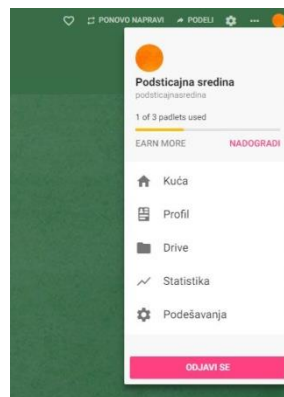 PONOVO NAPRAVI PODELI
Podsticajna sredina
podsticajnasredina
1 of 3 padlets used
EARN MORE NADOGRADI
Kuća
Profil
Drive
Statistika
Podešavanja
ODJAVI SE